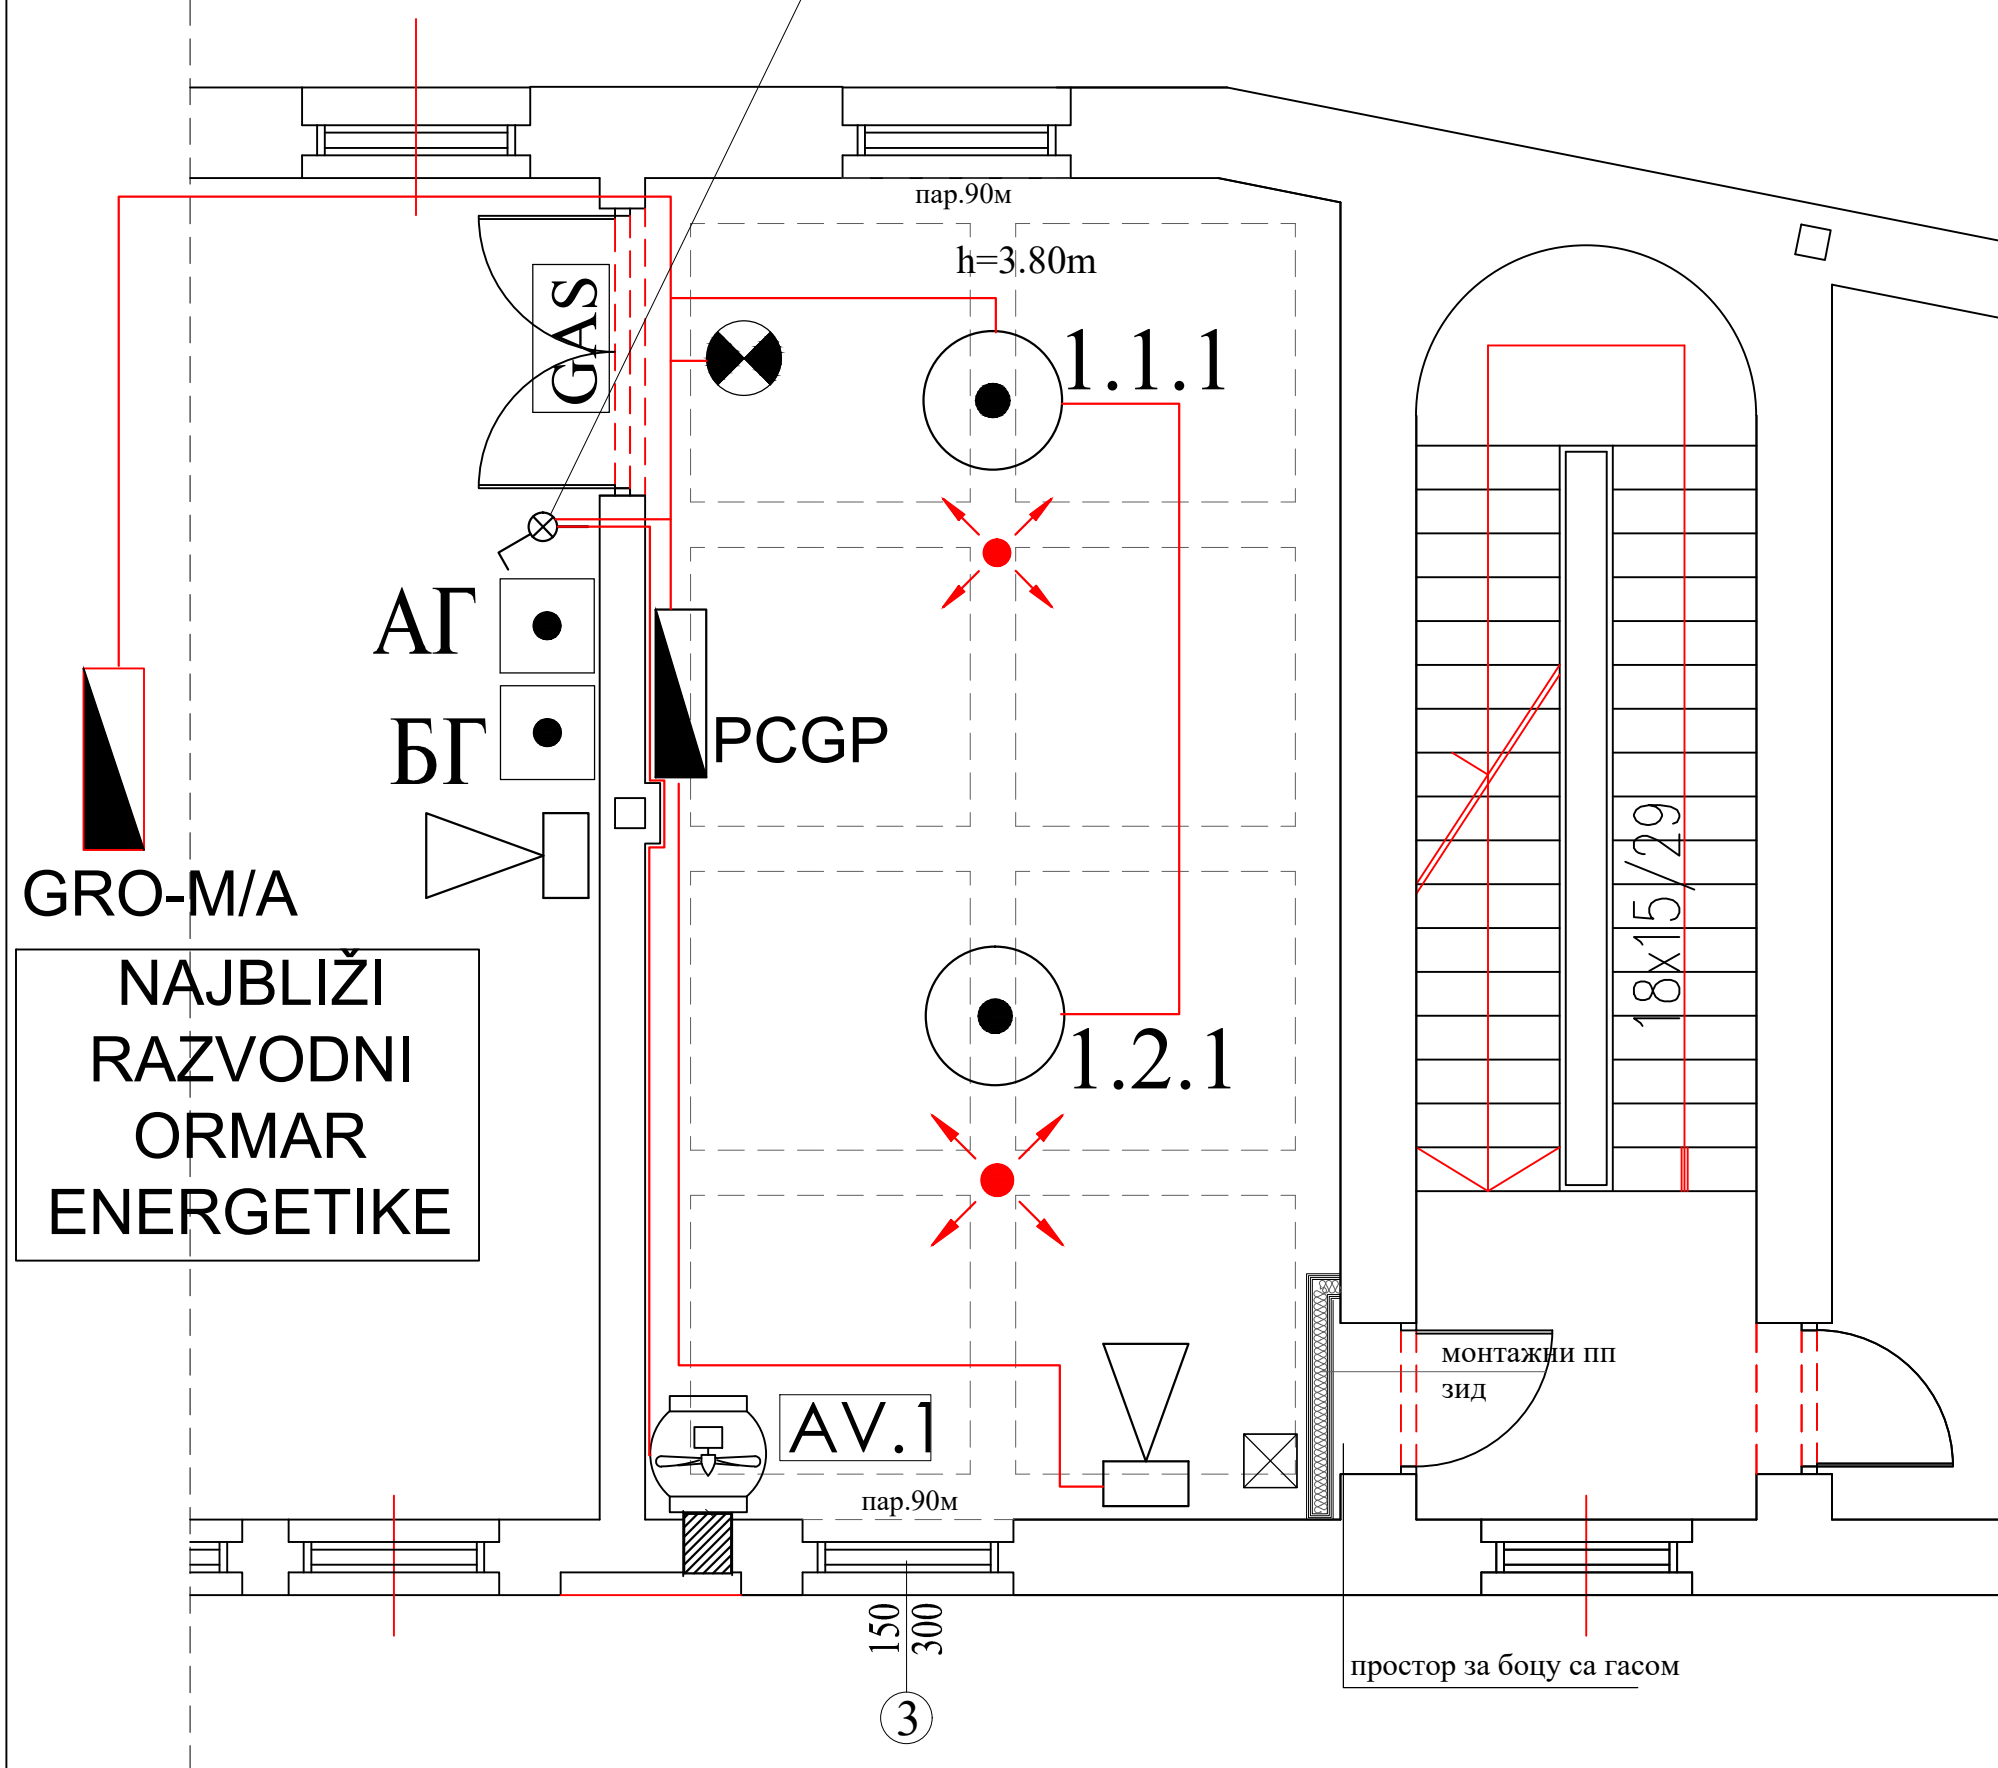 пар.90м
h=3.80m
GAS
1.1.1
АГ
БГ
PCGP
GRO-M/A
NAJBLIŽI
RAZVODNI
ORMAR
ENERGETIKE
18x15/29
1.2.1
монтажни пп
зид
AV.1
пар.90м
150
300
3
простор за боцу са гасом